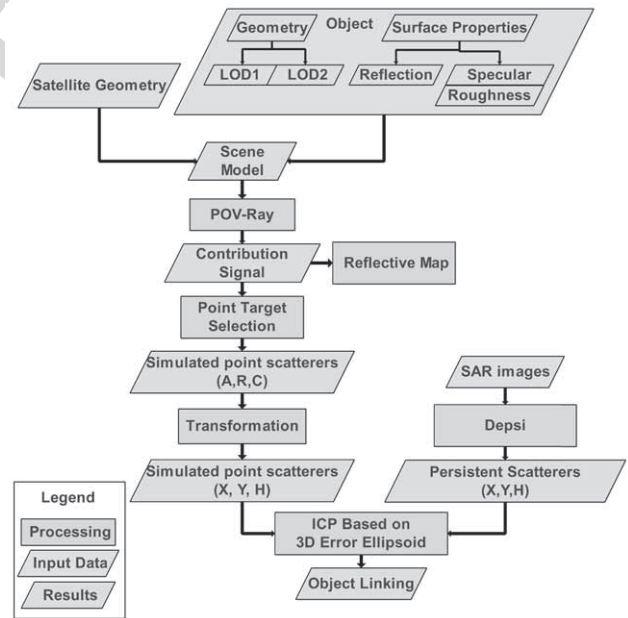 Object
Geometry
Surface Properties
LOD1
LOD2
Reflection
Specular
Roughness
Satellite Geometry
Scene
Model
POV-Ray
Contribution
Signal
Reflective Map
Point Target
Selection
Simulated point scatterers
(A,R,C)
SAR images
Transformation
Depsi
Simulated point scatterers
(X, Y, H)
Persistent Scatterers
(X,Y,H)
ICP Based on
3D Error Ellipsoid
Object Linking
Legend
Processing
Input Data
Results